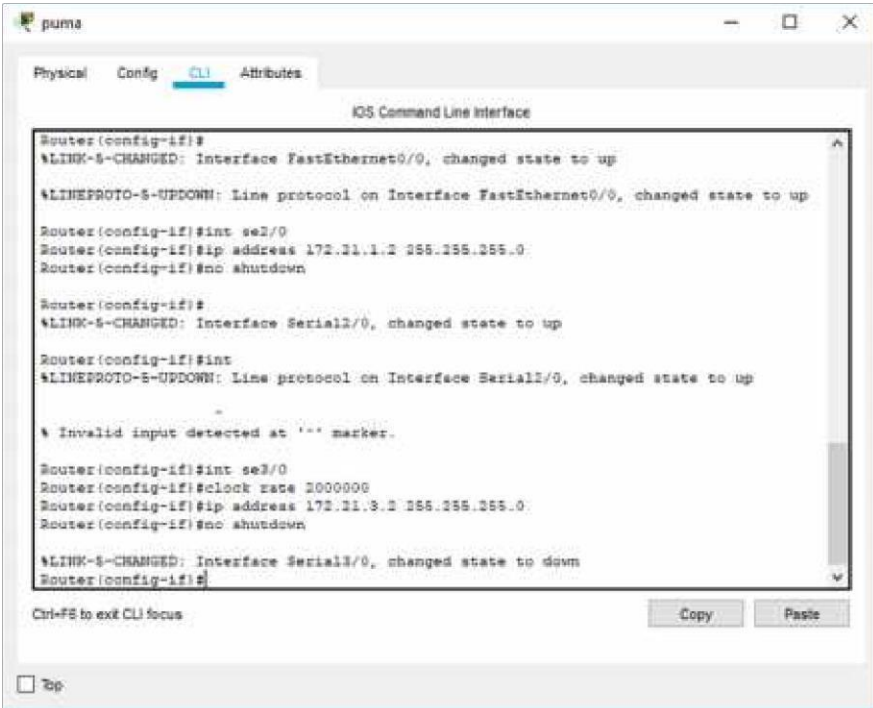 puma
Physical Config CLI Attributes
IOS Command Line Interface
Router(config-if)#
%LINK-5-CHANGED: Interface FastEthernet0/0, changed state to up
%LINEPROTO-5-UPDOWN: Line protocol on Interface FastEthernet0/0, changed state to up
Router(config-if)#int se2/0
Router(config-if)#ip address 172.21.1.2 255.255.255.0
Router(config-if)#no shutdown
Router(config-if)#
%LINK-5-CHANGED: Interface Serial2/0, changed state to up
Router(config-if)#int
%LINEPROTO-5-UPDOWN: Line protocol on Interface Serial2/0, changed state to up
^
% Invalid input detected at '^' marker.
Router(config-if)#int se3/0
Router(config-if)#clock rate 2000000
Router(config-if)#ip address 172.21.3.2 255.255.255.0
Router(config-if)#no shutdown
%LINK-5-CHANGED: Interface Serial3/0, changed state to down
Router(config-if)#
Ctrl+F6 to exit CLI focus
Copy Paste
Top